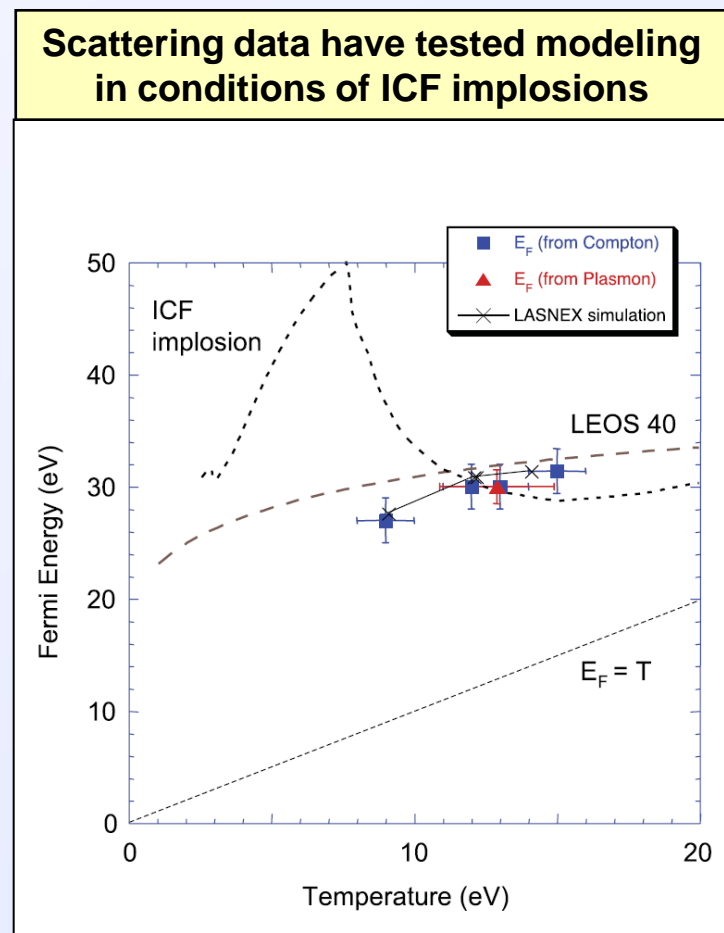 Scattering data have tested modeling
in conditions of ICF implosions
E_F (from Compton)
E_F (from Plasmon)
LASNEX simulation
50
ICF
implosion
40
LEOS 40
30
20
E_F = T
10
0
0
10
20
Fermi Energy (eV)
Temperature (eV)